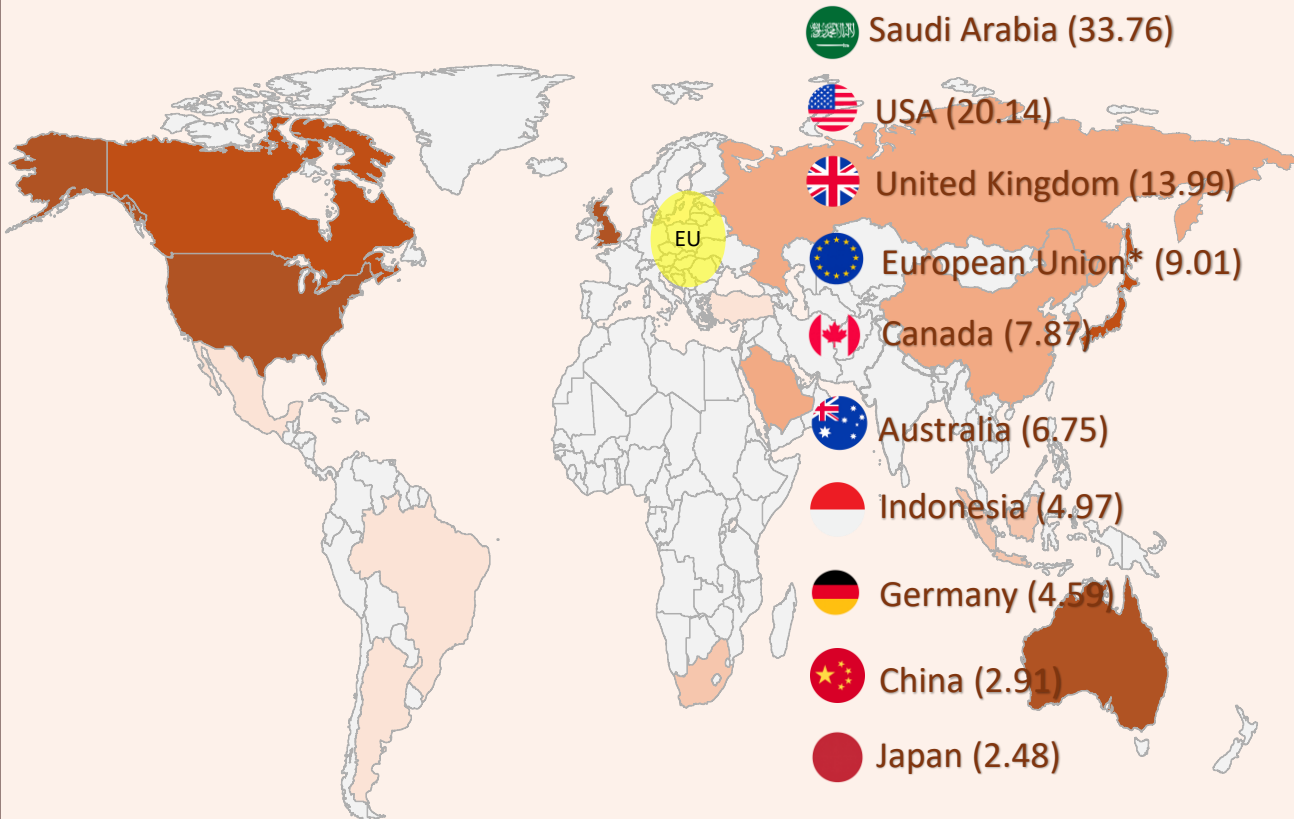 Saudi Arabia (33.76)
USA (20.14)
United Kingdom (13.99)
EU
European Union* (9.01)
Canada (7.87)
Australia (6.75)
Indonesia (4.97)
Germany (4.59)
China (2.91)
Japan (2.48)